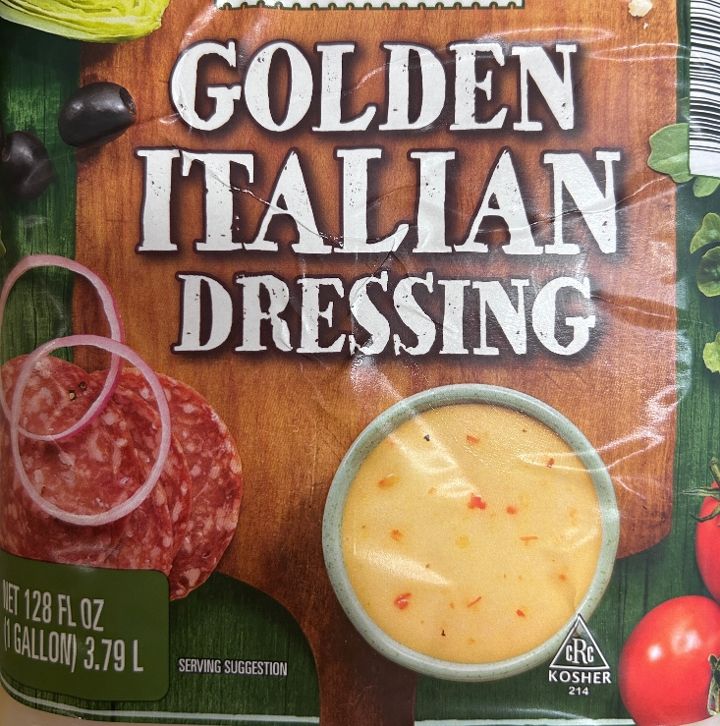 GOLDEN
ITALIAN
DRESSING
NET 128 FL OZ
(1 GALLON) 3.79 L
SERVING SUGGESTION
cRc
KOSHER
214